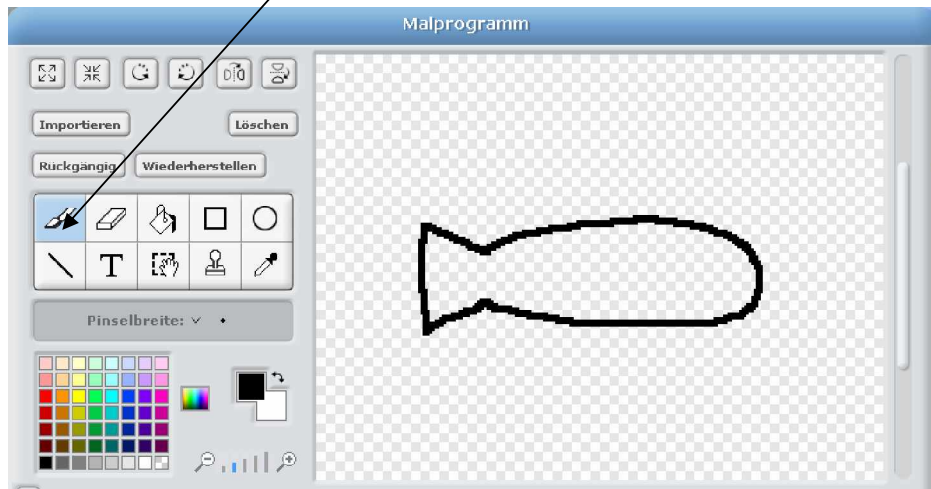 Malprogramm
Importieren
Löschen
Rückgängig
Wiederherstellen
T
Pinselbreite: